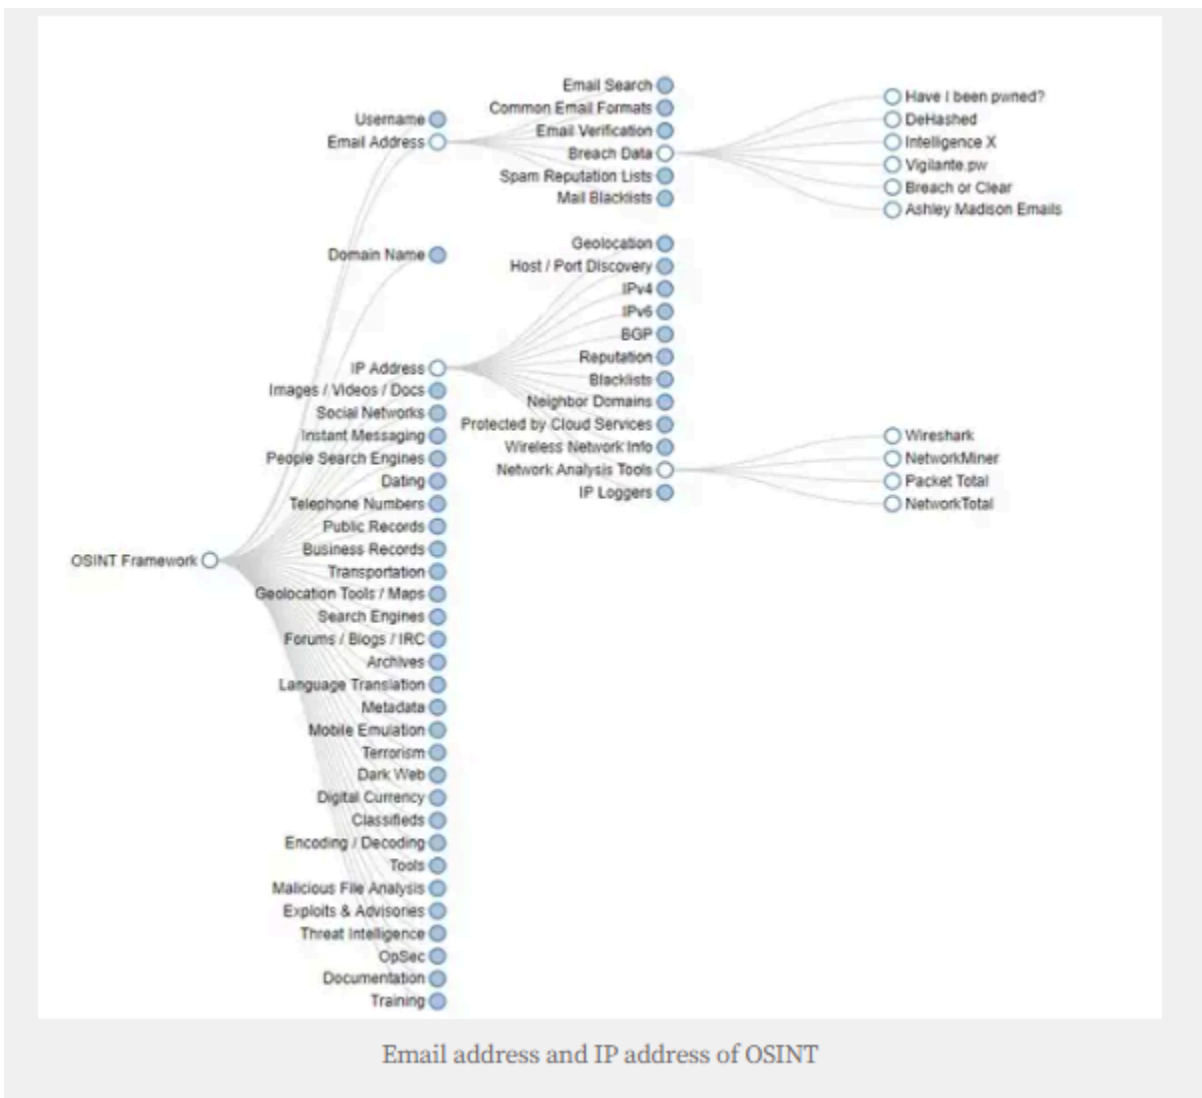 OSINT Framework
Username
Email Address
Domain Name
IP Address
Images / Videos / Docs
Social Networks
Instant Messaging
People Search Engines
Dating
Telephone Numbers
Public Records
Business Records
Transportation
Geolocation Tools / Maps
Search Engines
Forums / Blogs / IRC
Archives
Language Translation
Metadata
Mobile Emulation
Terrorism
Dark Web
Digital Currency
Classifieds
Encoding / Decoding
Tools
Malicious File Analysis
Exploits & Advisories
Threat Intelligence
OpSec
Documentation
Training
Email Search
Common Email Formats
Email Verification
Breach Data
Spam Reputation Lists
Mail Blacklists
Geolocation
Host / Port Discovery
IPv4
IPv6
BGP
Reputation
Blacklists
Neighbor Domains
Protected by Cloud Services
Wireless Network Info
Network Analysis Tools
IP Loggers
Have I been pwned?
DeHashed
Intelligence X
Vigilante.pw
Breach or Clear
Ashley Madison Emails
Wireshark
NetworkMiner
Packet Total
NetworkTotal
Email address and IP address of OSINT